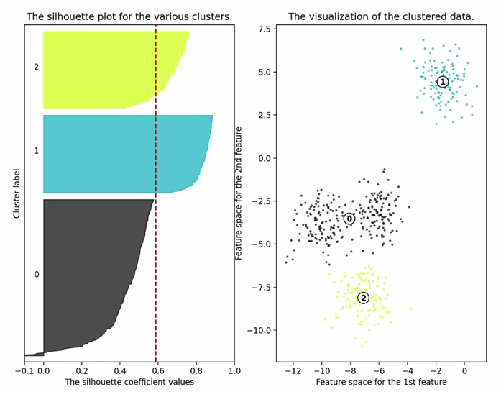 The silhouette plot for the various clusters.
Cluster label
2
1
0
-0.1 0.0 0.2 0.4 0.6 0.8 1.0
The silhouette coefficient values
The visualization of the clustered data.
Feature space for the 2nd feature
7.5
5.0
2.5
0.0
−2.5
−5.0
−7.5
−10.0
1
0
2
−12 −10 −8 −6 −4 −2 0
Feature space for the 1st feature